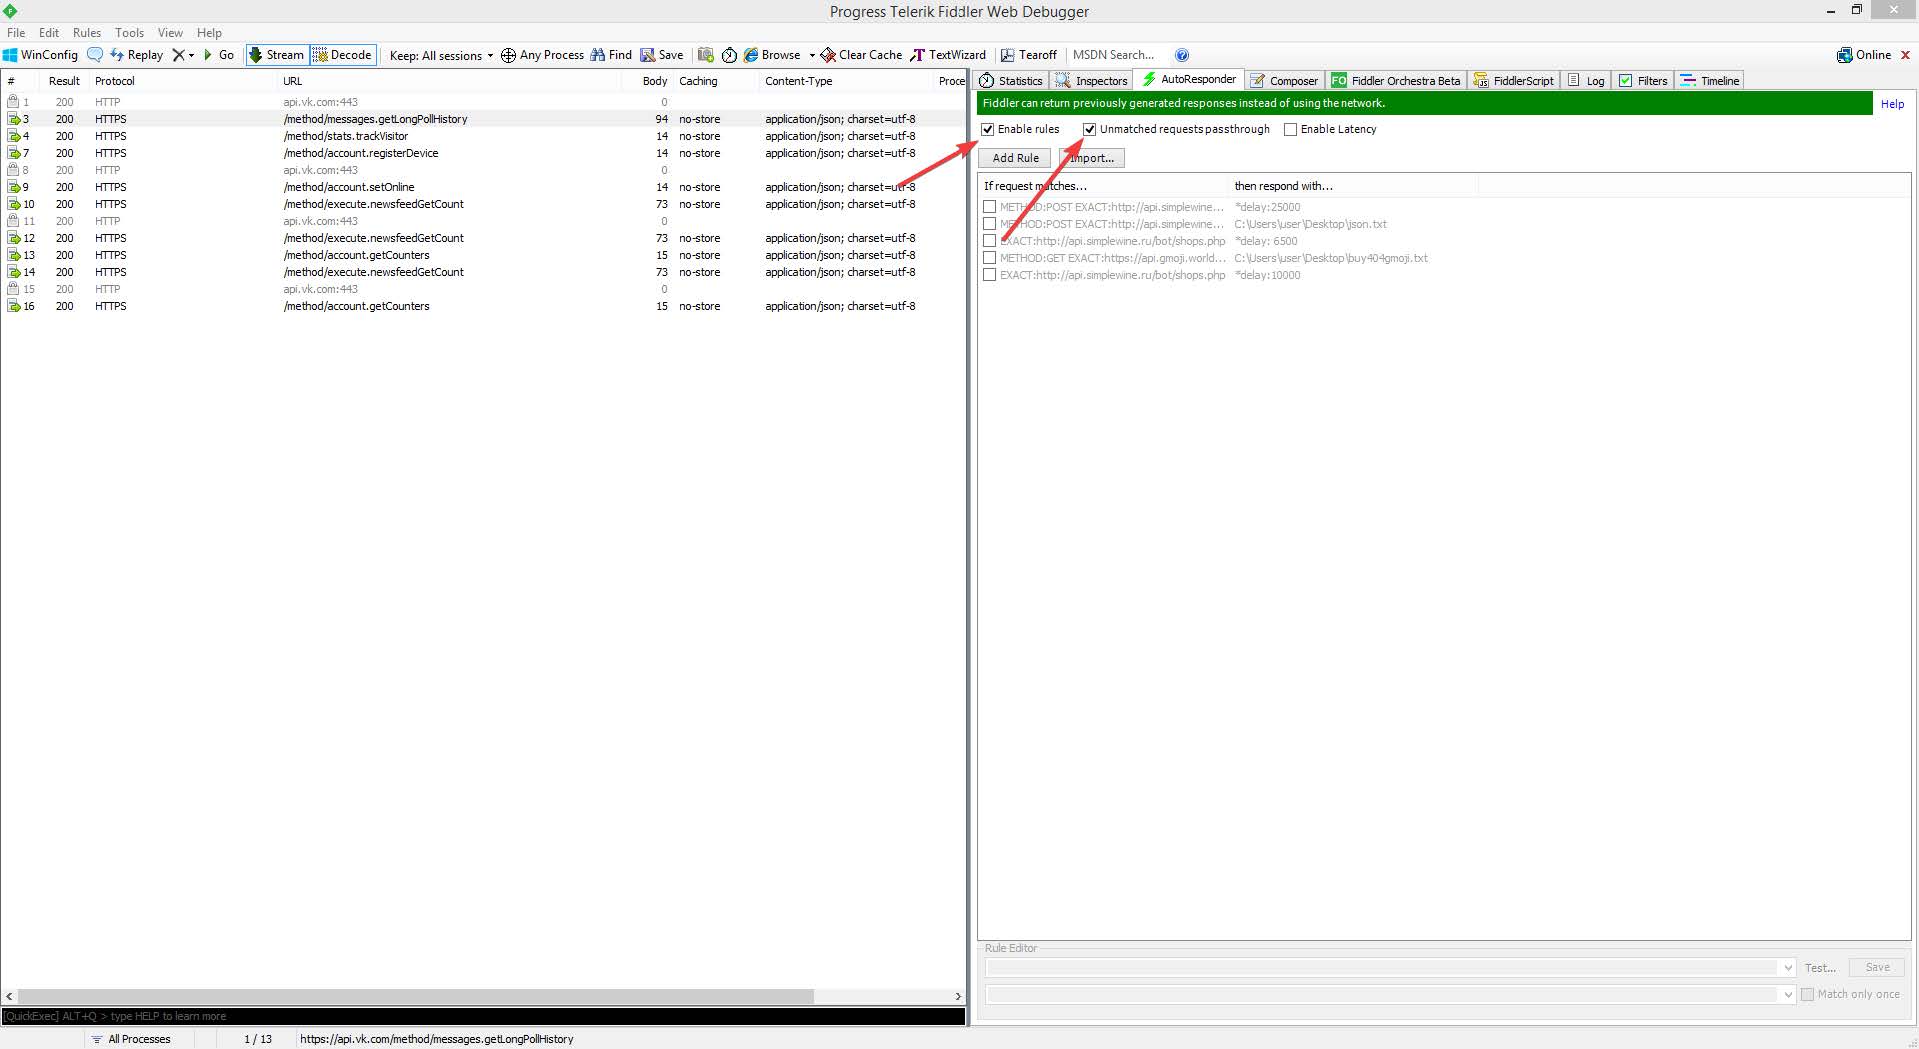 Progress Telerik Fiddler Web Debugger
File Edit Rules Tools View Help
WinConfig Replay Go Stream Decode Keep: All sessions Any Process Find Save Browse Clear Cache TextWizard Tearoff MSDN Search... Online
# Result Protocol URL Body Caching Content-Type Proce
1 200 HTTP api.vk.com:443 0
3 200 HTTPS /method/messages.getLongPollHistory 94 no-store application/json; charset=utf-8
4 200 HTTPS /method/stats.trackVisitor 14 no-store application/json; charset=utf-8
7 200 HTTPS /method/account.registerDevice 14 no-store application/json; charset=utf-8
8 200 HTTP api.vk.com:443 0
9 200 HTTPS /method/account.setOnline 14 no-store application/json; charset=utf-8
10 200 HTTPS /method/execute.newsfeedGetCount 73 no-store application/json; charset=utf-8
11 200 HTTP api.vk.com:443 0
12 200 HTTPS /method/execute.newsfeedGetCount 73 no-store application/json; charset=utf-8
13 200 HTTPS /method/account.getCounters 15 no-store application/json; charset=utf-8
14 200 HTTPS /method/execute.newsfeedGetCount 73 no-store application/json; charset=utf-8
15 200 HTTP api.vk.com:443 0
16 200 HTTPS /method/account.getCounters 15 no-store application/json; charset=utf-8
[QuickExec] ALT+Q > type HELP to learn more
All Processes 1 / 13 https://api.vk.com/method/messages.getLongPollHistory
Statistics Inspectors AutoResponder Composer FO Fiddler Orchestra Beta FiddlerScript Log Filters Timeline
Fiddler can return previously generated responses instead of using the network. Help
Enable rules Unmatched requests passthrough Enable Latency
Add Rule Import...
If request matches... then respond with...
METHOD:POST EXACT:http://api.simplewine... *delay:25000
METHOD:POST EXACT:http://api.simplewine... C:\Users\user\Desktop\json.txt
EXACT:http://api.simplewine.ru/bot/shops.php *delay: 6500
METHOD:GET EXACT:https://api.gmoji.world... C:\Users\user\Desktop\buy404gmoji.txt
EXACT:http://api.simplewine.ru/bot/shops.php *delay:10000
Rule Editor
Test... Save
Match only once